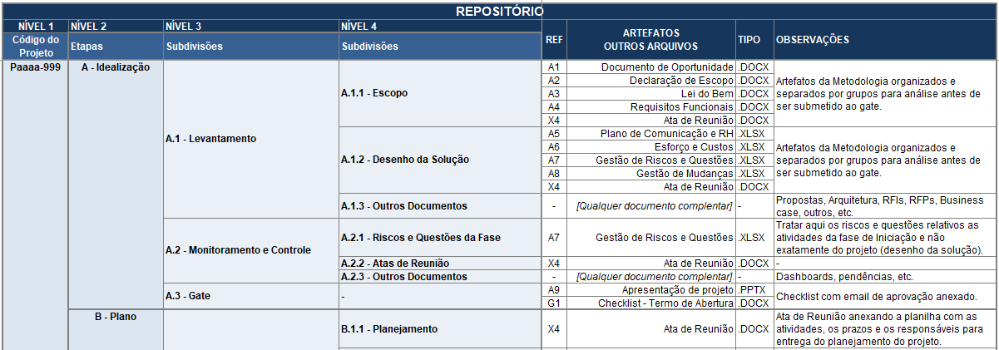 REPOSITÓRIO
NÍVEL 1 NÍVEL 2 NÍVEL 3 NÍVEL 4
Código do Projeto Etapas Subdivisões Subdivisões REF ARTEFATOS OUTROS ARQUIVOS TIPO OBSERVAÇÕES
Paaaa-999 A - Idealização
A.1 - Levantamento
A.1.1 - Escopo
A1 Documento de Oportunidade .DOCX
A2 Declaração de Escopo .DOCX
A3 Lei do Bem .DOCX
A4 Requisitos Funcionais .DOCX
X4 Ata de Reunião .DOCX
Artefatos da Metodologia organizados e
separados por grupos para análise antes de
ser submetido ao gate.
A.1.2 - Desenho da Solução
A5 Plano de Comunicação e RH .XLSX
A6 Esforço e Custos .XLSX
A7 Gestão de Riscos e Questões .XLSX
A8 Gestão de Mudanças .XLSX
X4 Ata de Reunião .DOCX
Artefatos da Metodologia organizados e
separados por grupos para análise antes de
ser submetido ao gate.
A.1.3 - Outros Documentos - [Qualquer documento complentar] -
Propostas, Arquitetura, RFIs, RFPs, Business
case, outros, etc.
A.2 - Monitoramento e Controle
A.2.1 - Riscos e Questões da Fase A7 Gestão de Riscos e Questões .XLSX
Tratar aqui os riscos e questões relativos as
atividades da fase de Iniciação e não
exatamente do projeto (desenho da solução).
A.2.2 - Atas de Reunião X4 Ata de Reunião .DOCX -
A.2.3 - Outros Documentos - [Qualquer documento complentar] - Dashboards, pendências, etc.
A.3 - Gate -
A9 Apresentação de projeto .PPTX
G1 Checklist - Termo de Abertura .DOCX
Checklist com email de aprovação anexado.
B - Plano
B.1.1 - Planejamento X4 Ata de Reunião .DOCX
Ata de Reunião anexando a planilha com as
atividades, os prazos e os responsáveis para
entrega do planejamento do projeto.